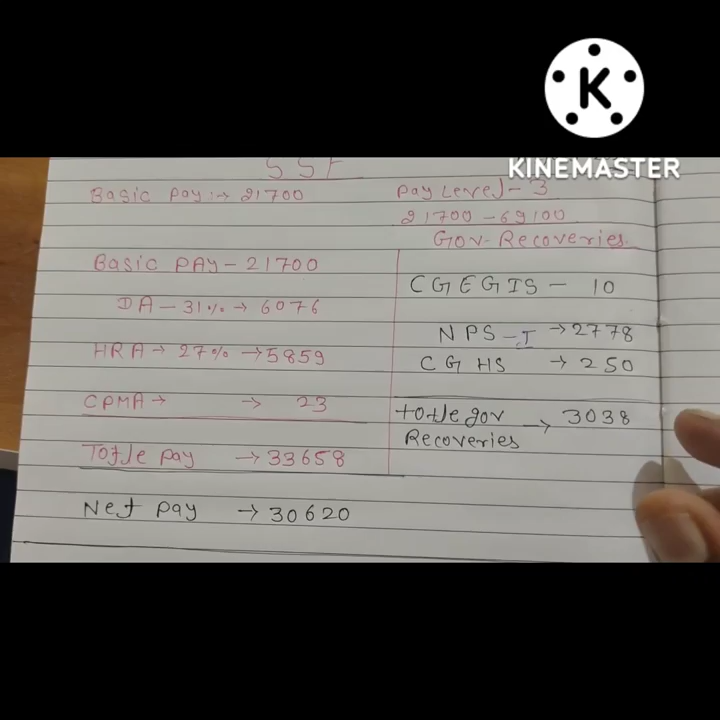 K
KINEMASTER
SSF
Basic pay :→ 21700
pay Level - 3
21700 - 69100
Gov-Recoveries
Basic PAY - 21700
DA - 31% → 6076
HRA → 27% → 5859
CPMA → → 23
Totle pay → 33658
Net pay → 30620
CGEGIS - 10
NPS - I → 2778
CGHS → 250
totle gov
Recoveries → 3038